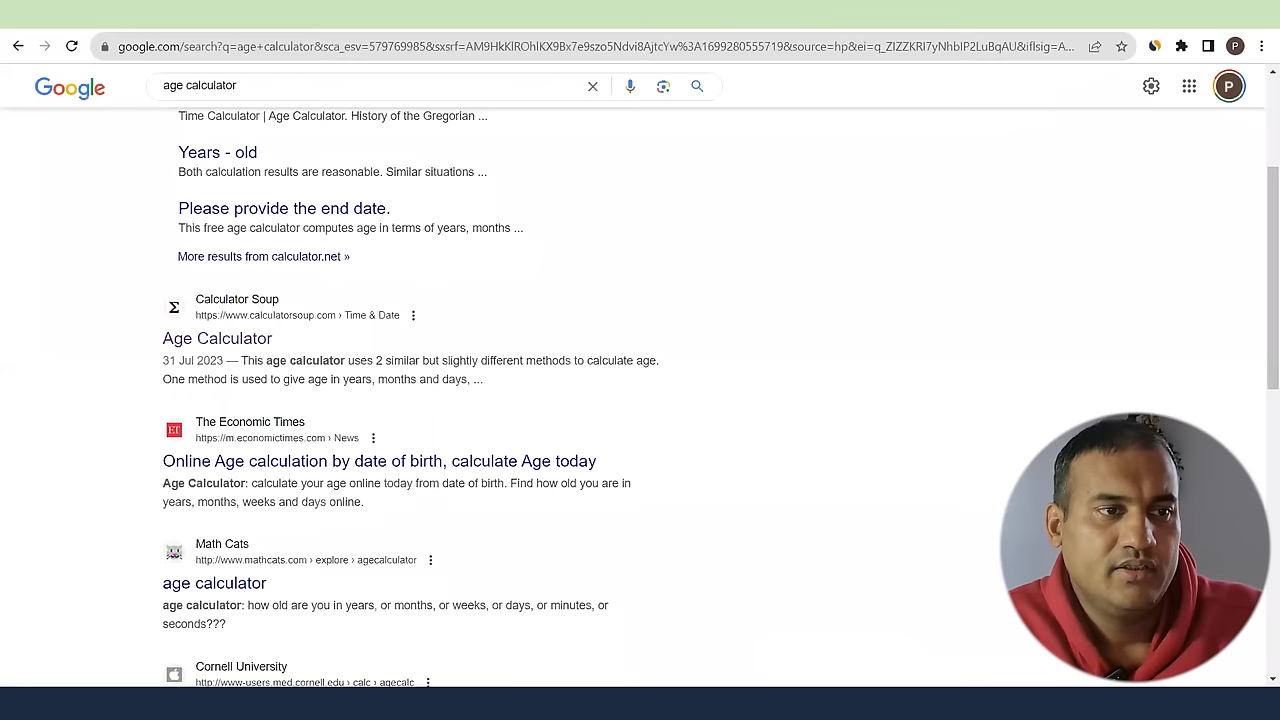 google.com/search?q=age+calculator&sca_esv=579769985&sxsrf=AM9HkKROlhRX9Bx7e9szo5Ndvi8AjtcYw%3A1699280555719&source=hp&ei=q_ZIZZKRI7yNhbIP2LuBqAU&iflsig=A...
P
Google
age calculator
P
Time Calculator | Age Calculator. History of the Gregorian ...
Years - old
Both calculation results are reasonable. Similar situations ...
Please provide the end date.
This free age calculator computes age in terms of years, months ...
More results from calculator.net »
Σ
Calculator Soup
https://www.calculatorsoup.com › Time & Date
Age Calculator
31 Jul 2023 — This age calculator uses 2 similar but slightly different methods to calculate age.
One method is used to give age in years, months and days, ...
ET
The Economic Times
https://m.economictimes.com › News
Online Age calculation by date of birth, calculate Age today
Age Calculator: calculate your age online today from date of birth. Find how old you are in
years, months, weeks and days online.
Math Cats
http://www.mathcats.com › explore › agecalculator
age calculator
age calculator: how old are you in years, or months, or weeks, or days, or minutes, or
seconds???
Cornell University
http://www-users.med.cornell.edu › calc › agecalc